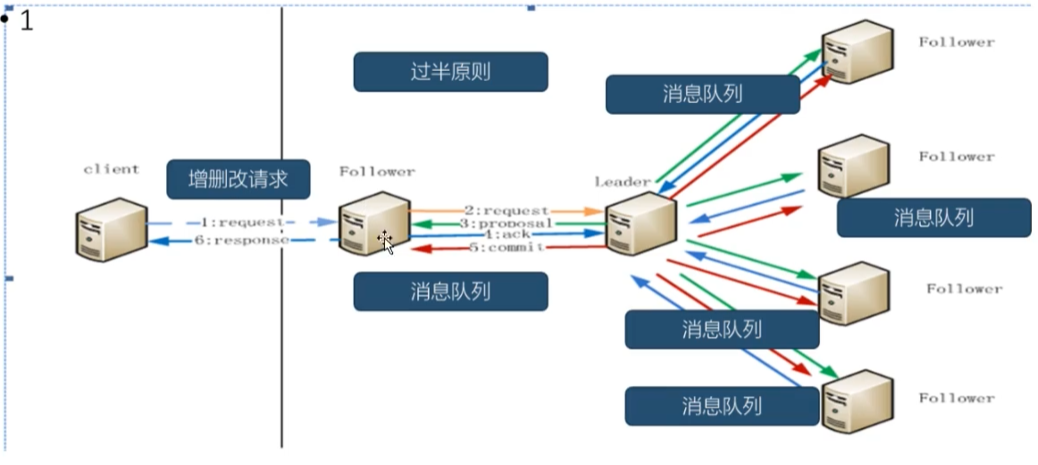 1
过半原则
消息队列
Follower
client
增删改请求
Follower
Leader
Follower
消息队列
1:request
6:response
2:request
3:proposal
4:ack
5:commit
消息队列
Follower
消息队列
消息队列
Follower